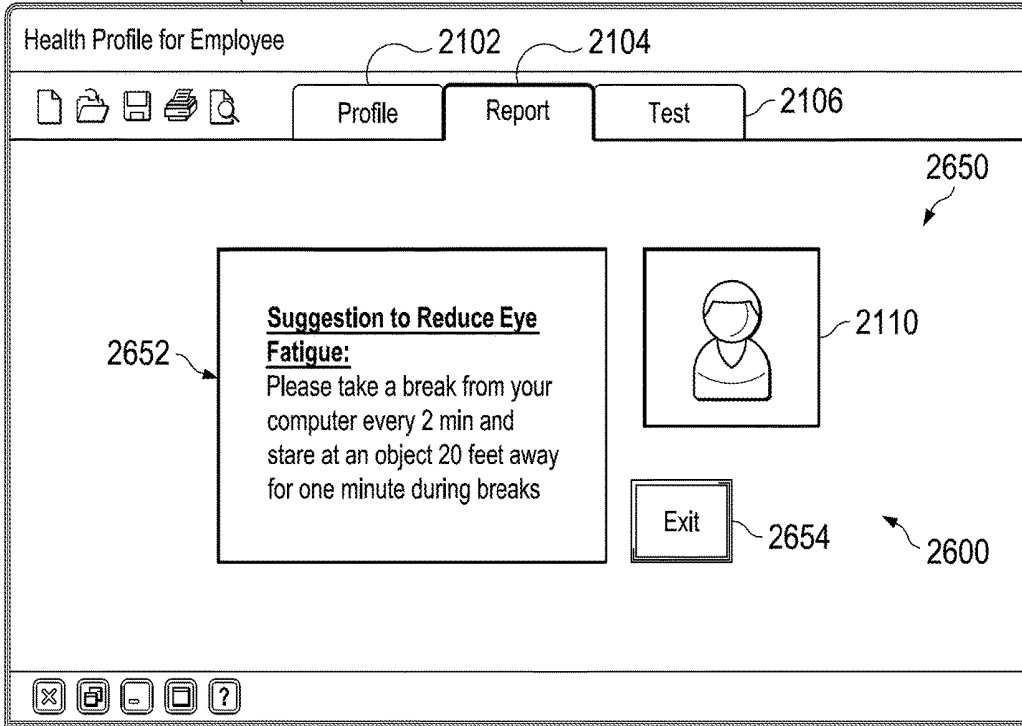 Health Profile for Employee
2102
2104
Profile
Report
Test
2106
2650
Suggestion to Reduce Eye
Fatigue:
Please take a break from your
computer every 2 min and
stare at an object 20 feet away
for one minute during breaks
2652
2110
Exit
2654
2600
?